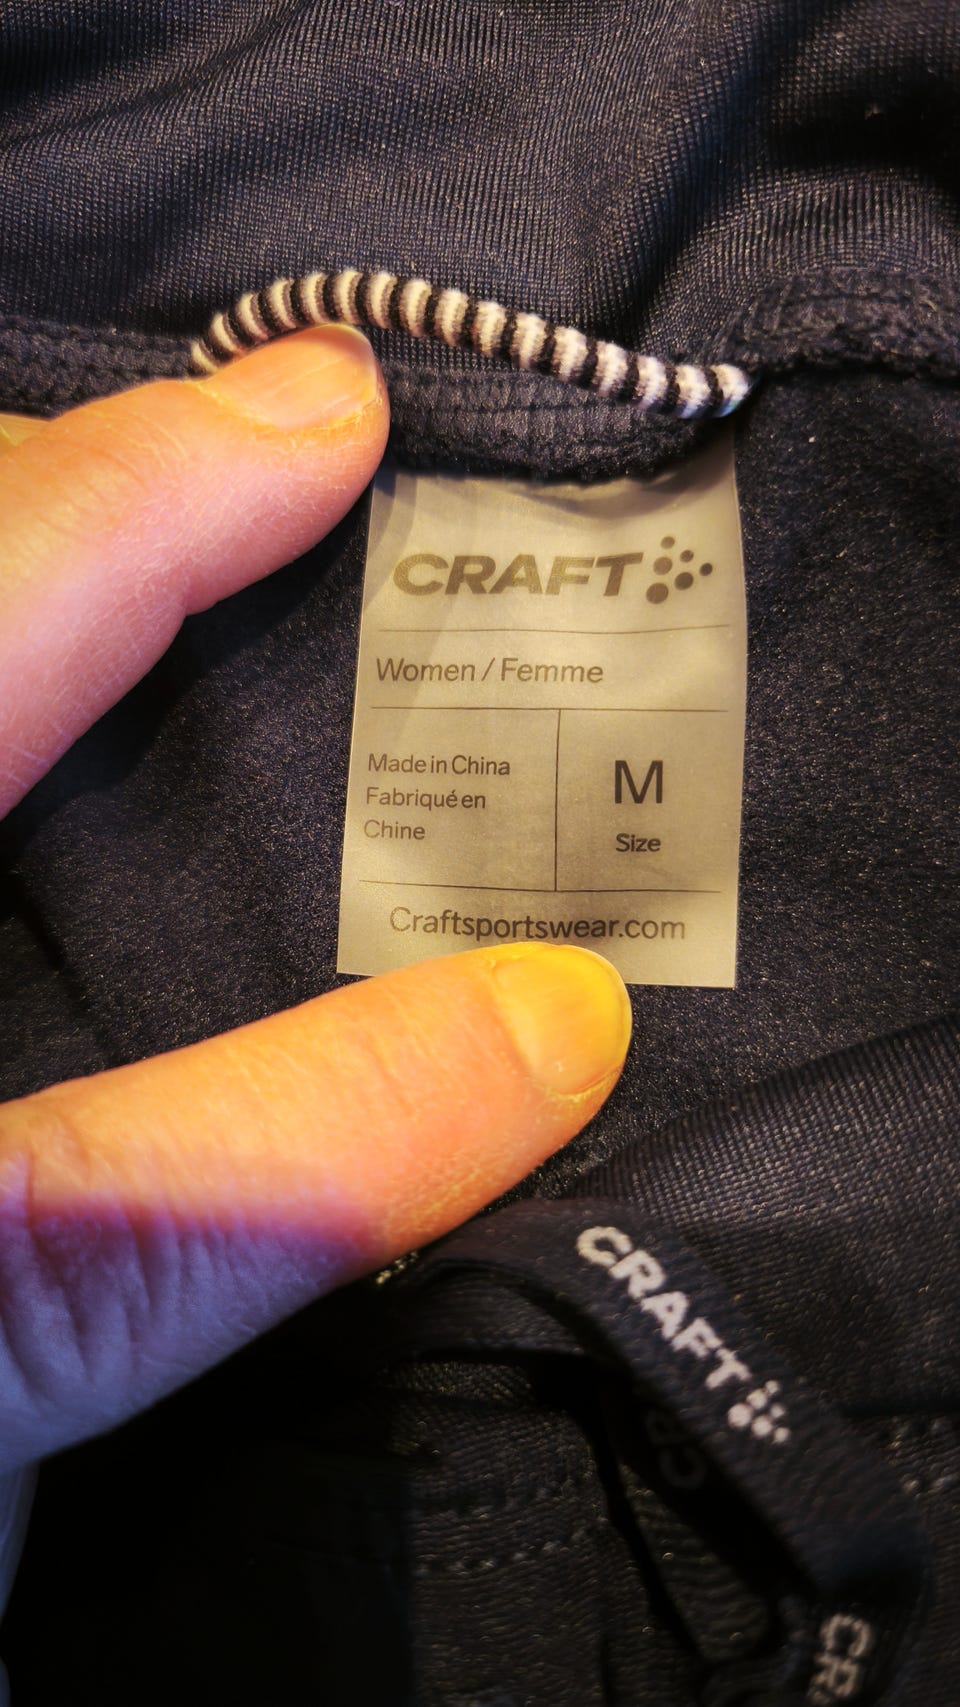 CRAFT
Women / Femme
Made in China
Fabriqué en
Chine
M
Size
Craftsportswear.com
CRAFT